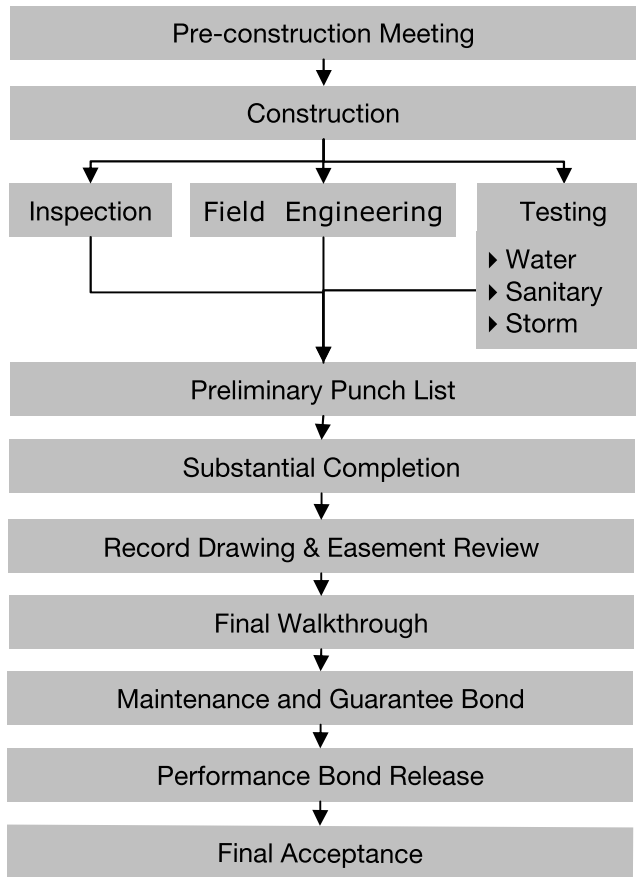 Pre-construction Meeting
Construction
Inspection
Field Engineering
Testing
Water
Sanitary
Storm
Preliminary Punch List
Substantial Completion
Record Drawing & Easement Review
Final Walkthrough
Maintenance and Guarantee Bond
Performance Bond Release
Final Acceptance